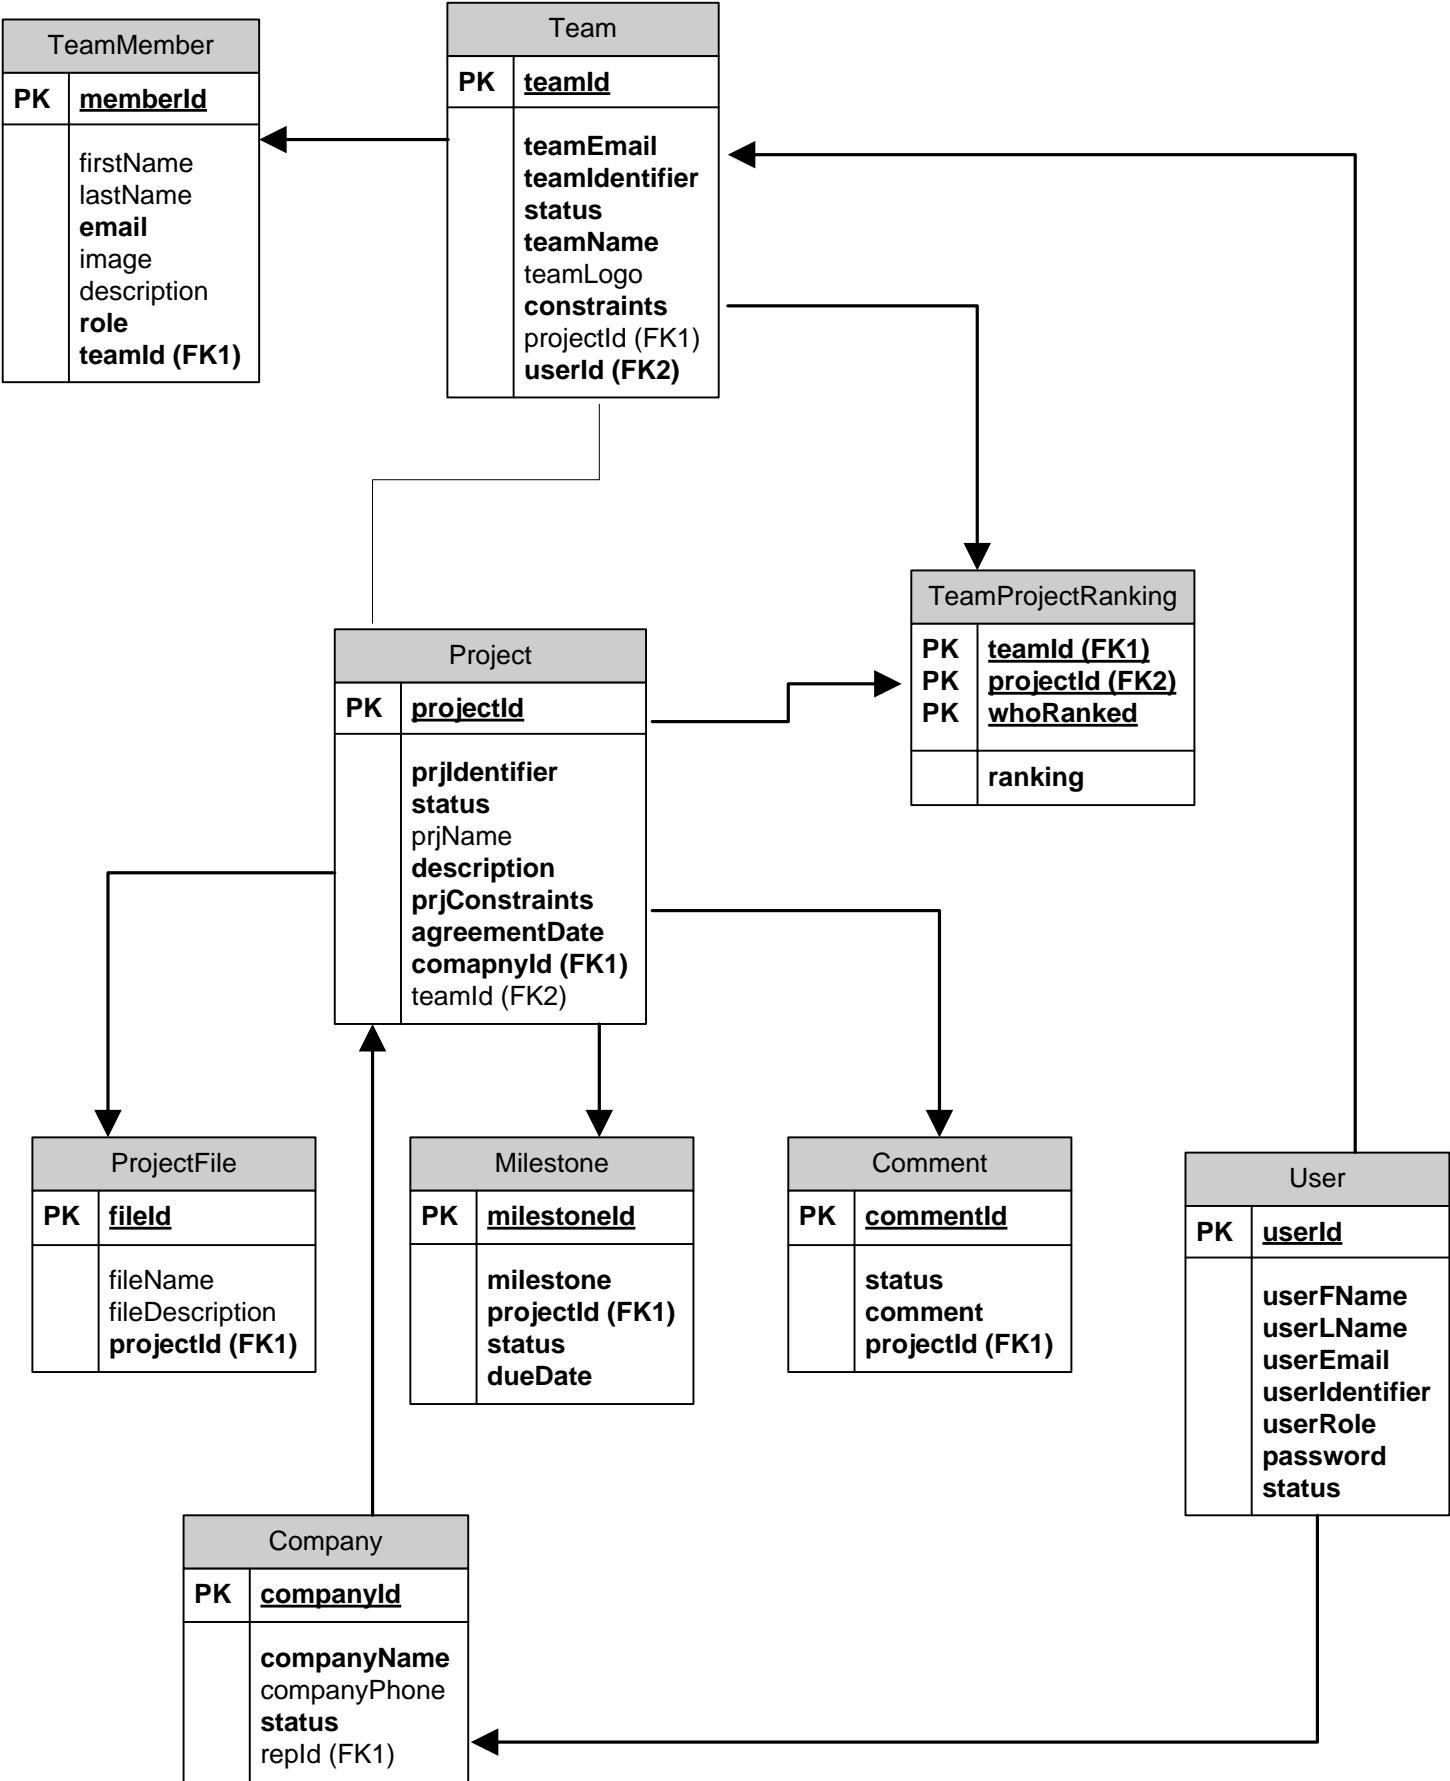 TeamMember
PK memberId
firstName
lastName
email
image
description
role
teamId (FK1)
Team
PK teamId
teamEmail
teamIdentifier
status
teamName
teamLogo
constraints
projectId (FK1)
userId (FK2)
TeamProjectRanking
PK teamId (FK1)
PK projectId (FK2)
PK whoRanked
ranking
Project
PK projectId
prjIdentifier
status
prjName
description
prjConstraints
agreementDate
comapnyId (FK1)
teamId (FK2)
ProjectFile
PK fileId
fileName
fileDescription
projectId (FK1)
Milestone
PK milestoneId
milestone
projectId (FK1)
status
dueDate
Comment
PK commentId
status
comment
projectId (FK1)
User
PK userId
userFName
userLName
userEmail
userIdentifier
userRole
password
status
Company
PK companyId
companyName
companyPhone
status
repId (FK1)